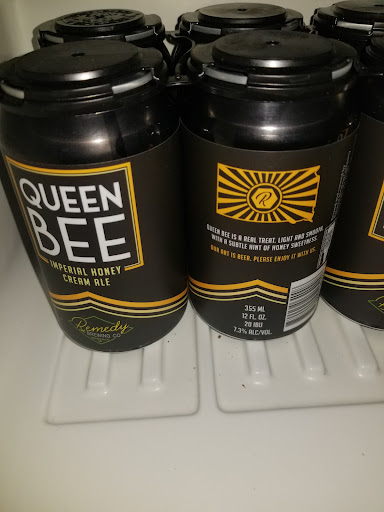 QUEEN
BEE
IMPERIAL HONEY
CREAM ALE
Remedy
BREWING CO
R
QUEEN BEE IS A REAL TREAT. LIGHT AND SMOOTH
WITH A SUBTLE HINT OF HONEY SWEETNESS.
OUR ART IS BEER. PLEASE ENJOY IT WITH US.
355 ML
12 FL. OZ.
20 IBU
7.3% ALC/VOL.